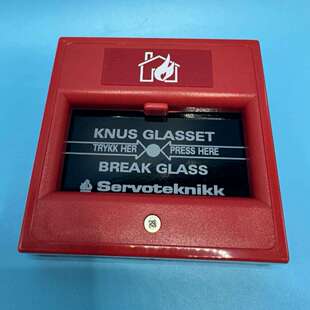 KNUS GLASSET
TRYKK HER PRESS HERE
BREAK GLASS
Servoteknikk